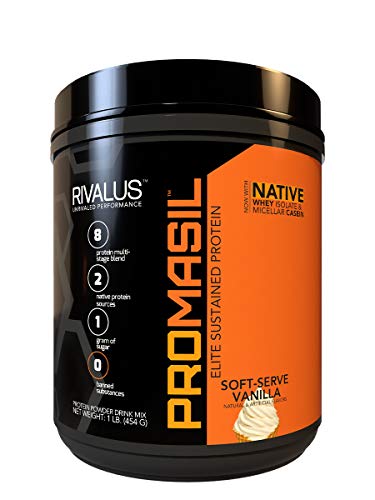 RIVALUS™
UNRIVALED PERFORMANCE
8
protein multi-
stage blend
2
native protein
sources
1
gram of
sugar
0
banned
substances
PROTEIN POWDER DRINK MIX
NET WEIGHT: 1 LB. (454 G)
PROMASIL™
ELITE SUSTAINED PROTEIN
NOW WITH
NATIVE
WHEY ISOLATE &
MICELLAR CASEIN
SOFT-SERVE
VANILLA
NATURAL & ARTIFICIAL FLAVORS